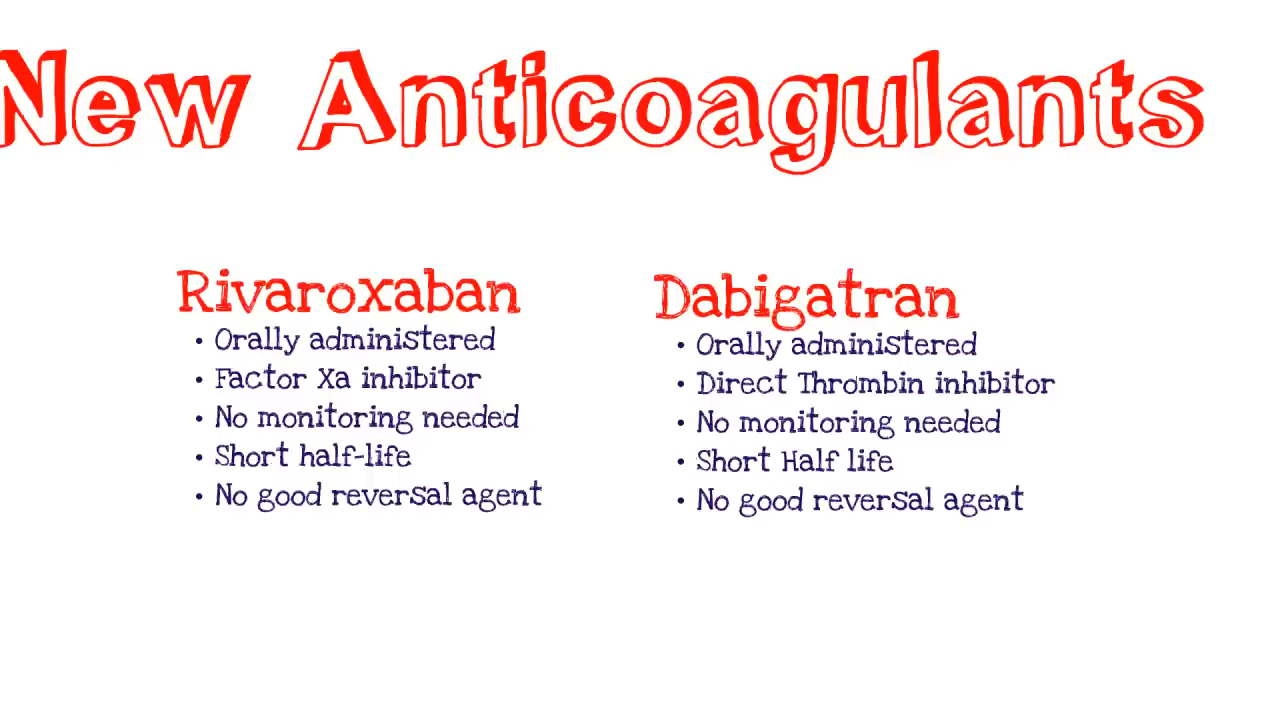 New Anticoagulants
Rivaroxaban
• Orally administered
• Factor Xa inhibitor
• No monitoring needed
• Short half-life
• No good reversal agent
Dabigatran
• Orally administered
• Direct Thrombin inhibitor
• No monitoring needed
• Short Half life
• No good reversal agent